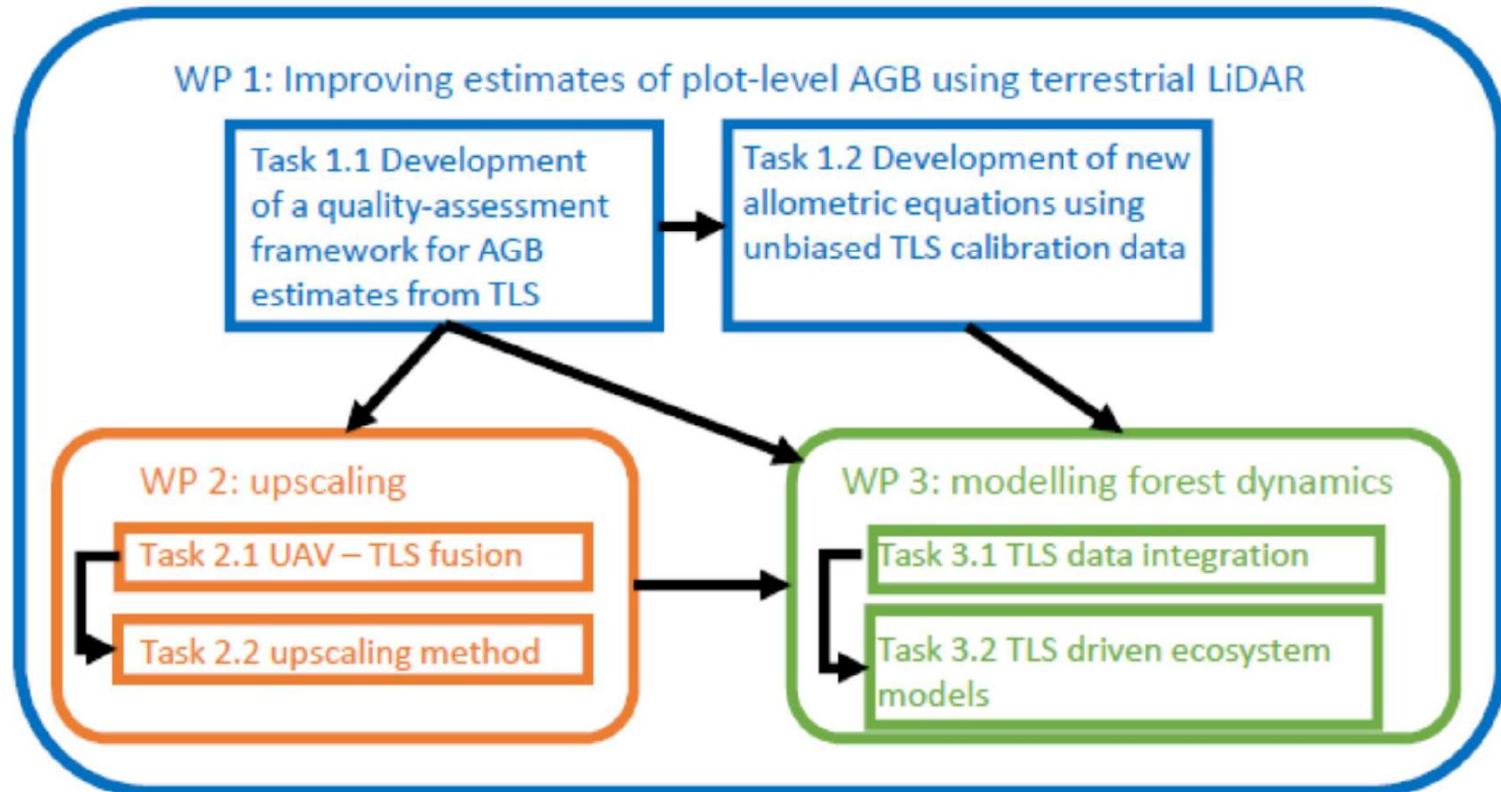 WP 1: Improving estimates of plot-level AGB using terrestrial LiDAR
Task 1.1 Development
of a quality-assessment
framework for AGB
estimates from TLS
Task 1.2 Development of new
allometric equations using
unbiased TLS calibration data
WP 2: upscaling
Task 2.1 UAV – TLS fusion
Task 2.2 upscaling method
WP 3: modelling forest dynamics
Task 3.1 TLS data integration
Task 3.2 TLS driven ecosystem
models